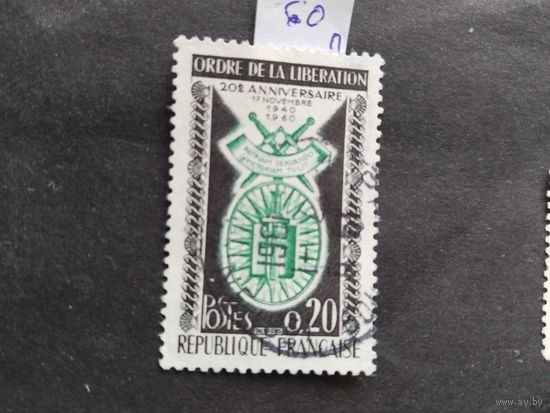 60
п
ORDRE DE LA LIBERATION
20E ANNIVERSAIRE
17 NOVEMBRE
1940
1960
PATRIAM SERVANDO
VICTORIAM TULIT
1961
POSTES 0,20
REPUBLIQUE FRANÇAISE
www.ay.by